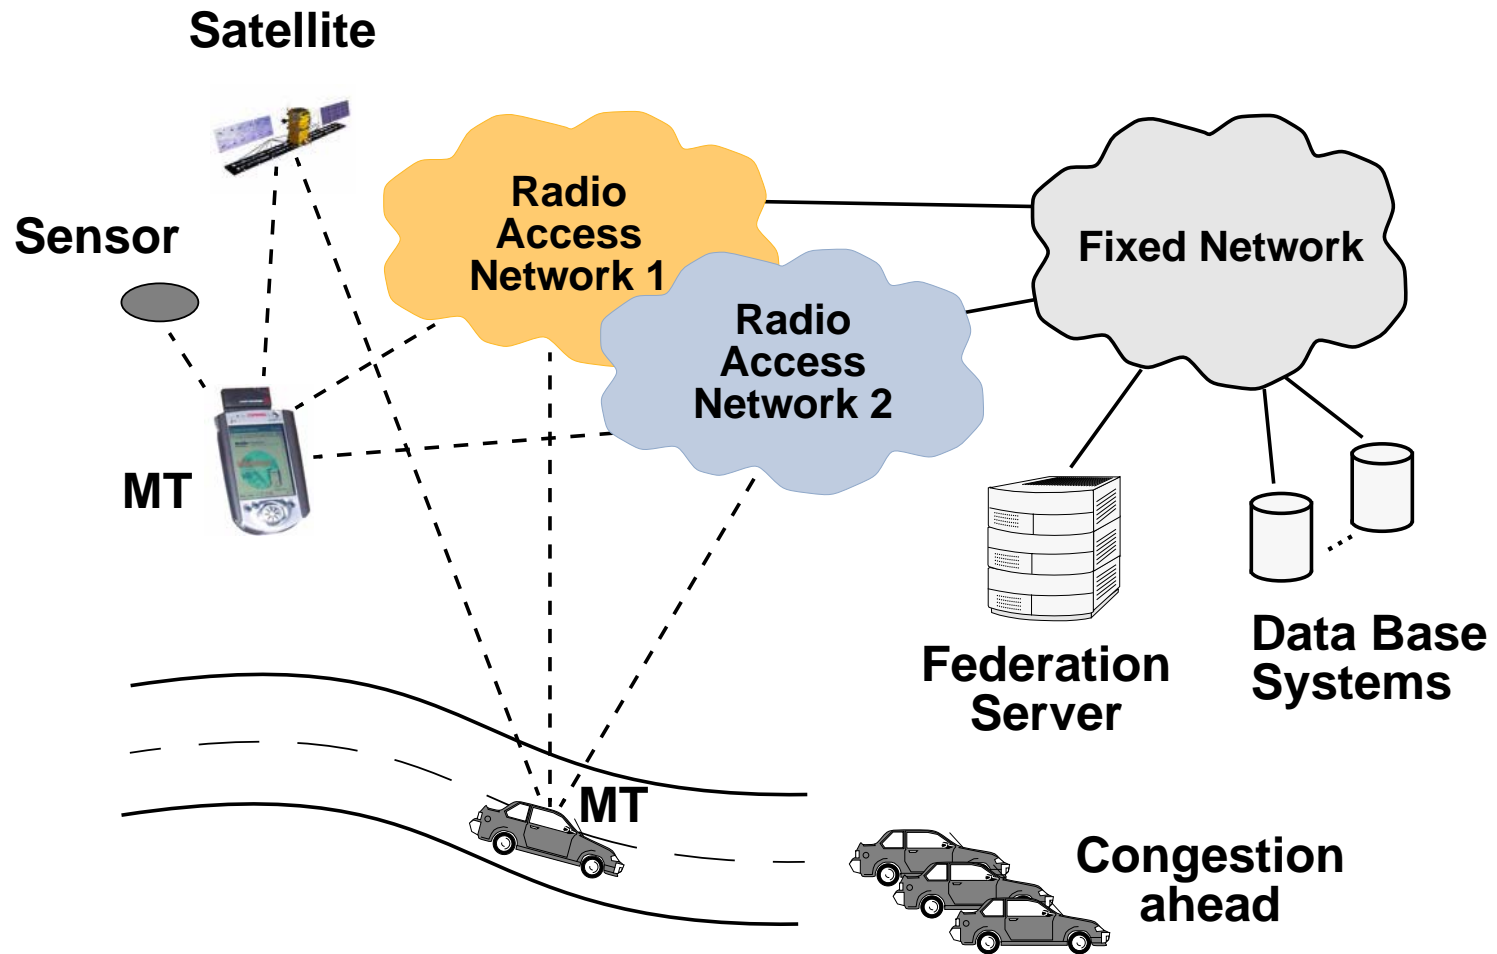 Satellite
Radio
Access
Network 1
Sensor
Fixed Network
Radio
Access
Network 2
MT
Federation
Server
Data Base
Systems
MT
Congestion
ahead